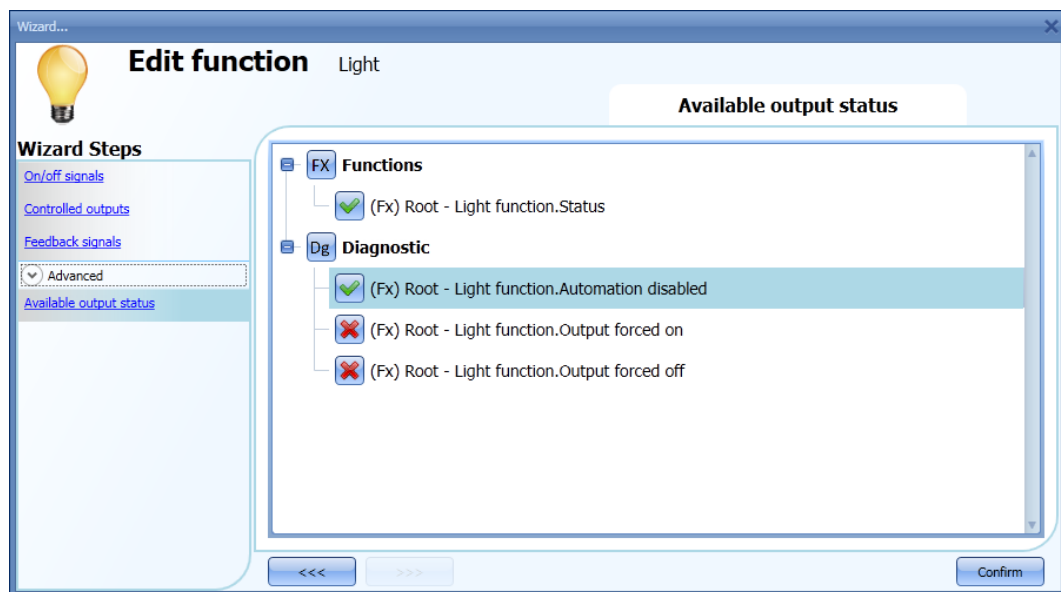 Wizard...
Edit function Light
Available output status
Wizard Steps
On/off signals
Controlled outputs
Feedback signals
Advanced
Available output status
FX Functions
(Fx) Root - Light function.Status
Dg Diagnostic
(Fx) Root - Light function.Automation disabled
(Fx) Root - Light function.Output forced on
(Fx) Root - Light function.Output forced off
<<<
>>>
Confirm